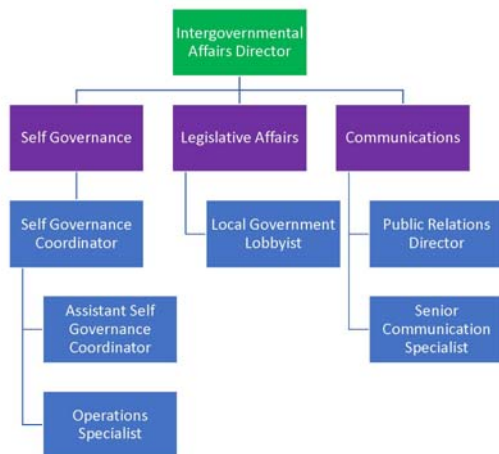 Intergovernmental
Affairs Director
Self Governance
Legislative Affairs
Communications
Self Governance
Coordinator
Local Government
Lobbyist
Public Relations
Director
Assistant Self
Governance
Coordinator
Senior
Communication
Specialist
Operations
Specialist